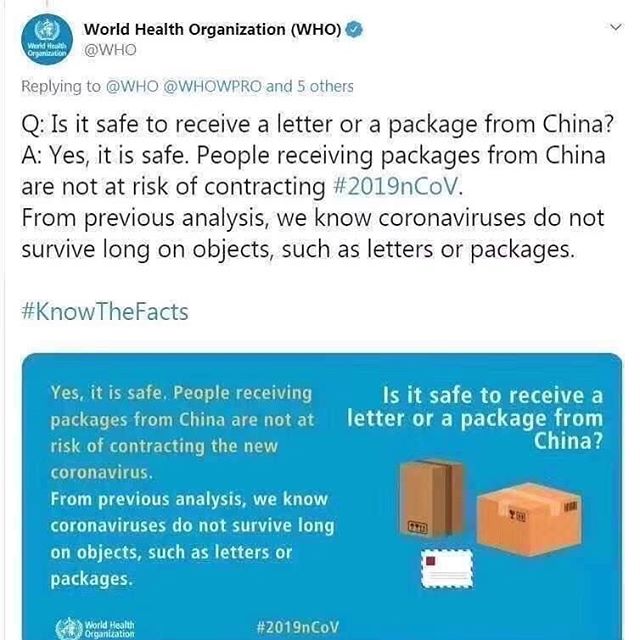 World Health Organization (WHO)
@WHO
Replying to @WHO @WHOWPRO and 5 others
Q: Is it safe to receive a letter or a package from China?
A: Yes, it is safe. People receiving packages from China
are not at risk of contracting #2019nCoV.
From previous analysis, we know coronaviruses do not
survive long on objects, such as letters or packages.
#KnowTheFacts
Yes, it is safe. People receiving
packages from China are not at
risk of contracting the new
coronavirus.
From previous analysis, we know
coronaviruses do not survive long
on objects, such as letters or
packages.
Is it safe to receive a
letter or a package from
China?
World Health
Organization
#2019nCoV